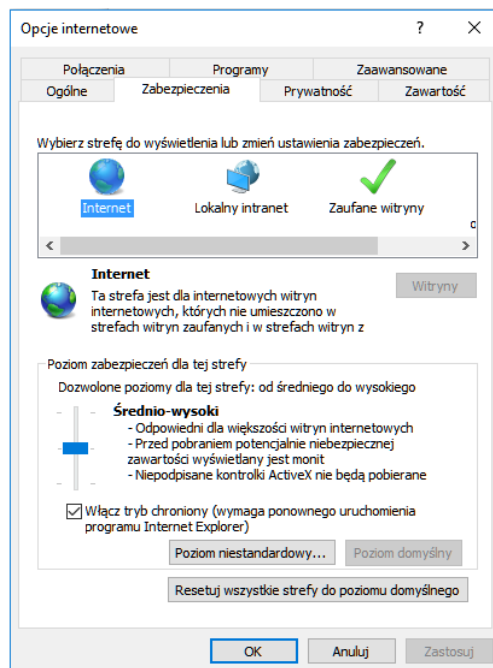 Opcje internetowe
Połączenia Programy Zaawansowane
Ogólne Zabezpieczenia Prywatność Zawartość
Wybierz strefę do wyświetlenia lub zmień ustawienia zabezpieczeń.
Internet Lokalny intranet Zaufane witryny
Internet
Witryny
Ta strefa jest dla internetowych witryn
internetowych, których nie umieszczono w
strefach witryn zaufanych i w strefach witryn z
Poziom zabezpieczeń dla tej strefy
Dozwolone poziomy dla tej strefy: od średniego do wysokiego
Średnio-wysoki
- Odpowiedni dla większości witryn internetowych
- Przed pobraniem potencjalnie niebezpiecznej
zawartości wyświetlany jest monit
- Niepodpisane kontrolki ActiveX nie będą pobierane
Włącz tryb chroniony (wymaga ponownego uruchomienia
programu Internet Explorer)
Poziom niestandardowy... Poziom domyślny
Resetuj wszystkie strefy do poziomu domyślnego
OK Anuluj Zastosuj